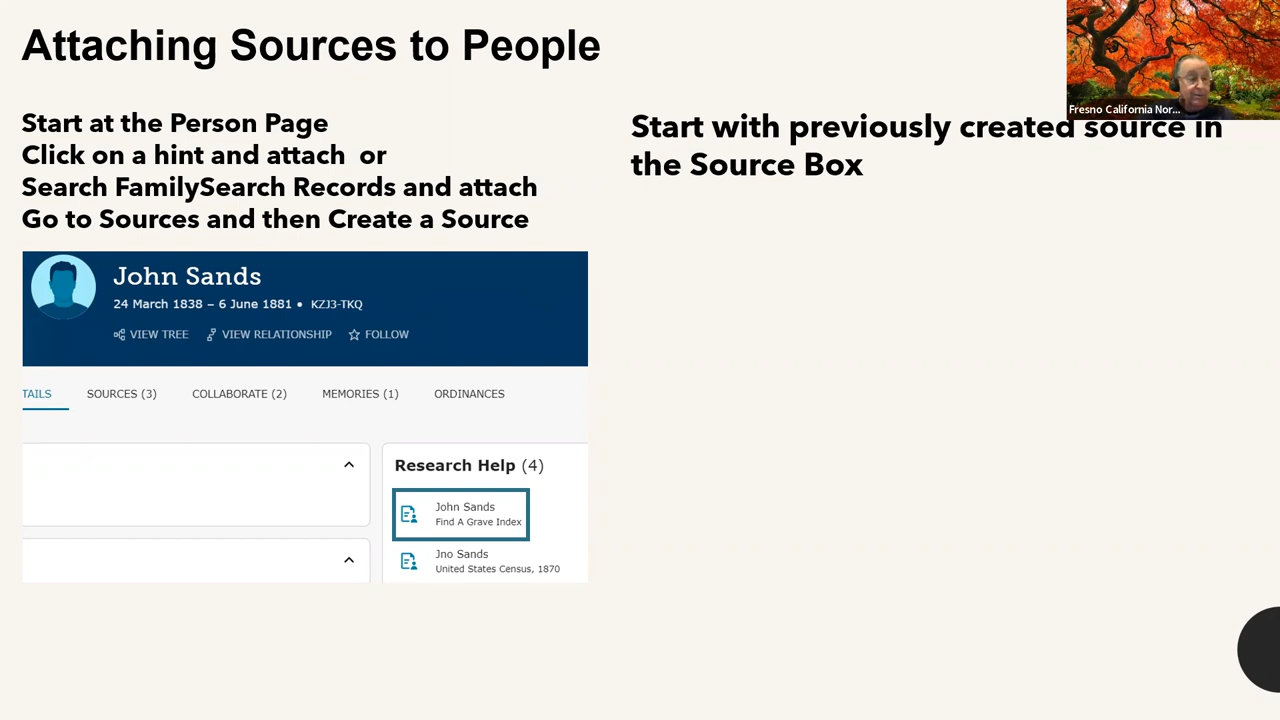 Attaching Sources to People
Fresno California Nor...
Start at the Person Page
Click on a hint and attach or
Search FamilySearch Records and attach
Go to Sources and then Create a Source
Start with previously created source in
the Source Box
John Sands
24 March 1838 – 6 June 1881 • KZJ3-TKQ
VIEW TREE VIEW RELATIONSHIP FOLLOW
TAILS SOURCES (3) COLLABORATE (2) MEMORIES (1) ORDINANCES
Research Help (4)
John Sands
Find A Grave Index
Jno Sands
United States Census, 1870